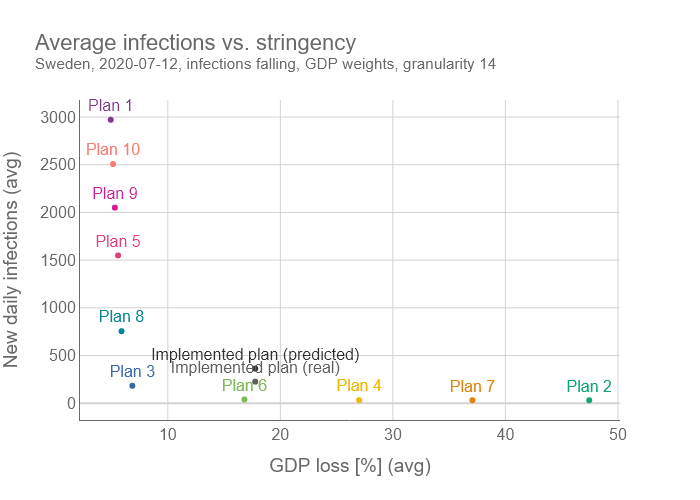 Average infections vs. stringency
Sweden, 2020-07-12, infections falling, GDP weights, granularity 14
New daily infections (avg)
3000
2500
2000
1500
1000
500
0
Plan 1
Plan 10
Plan 9
Plan 5
Plan 8
Implemented plan (predicted)
Implemented plan (real)
Plan 3
Plan 6
Plan 4
Plan 7
Plan 2
10
20
30
40
50
GDP loss [%] (avg)